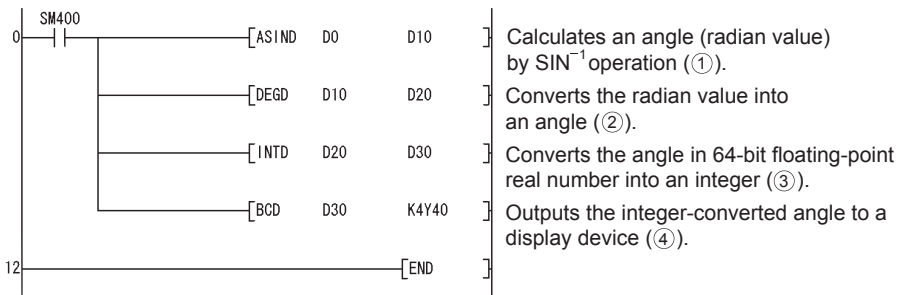 SM400
0 [ASIND D0 D10 ] Calculates an angle (radian value)
by SIN⁻¹ operation (①).
[DEGD D10 D20 ] Converts the radian value into
an angle (②).
[INTD D20 D30 ] Converts the angle in 64-bit floating-point
real number into an integer (③).
[BCD D30 K4Y40 ] Outputs the integer-converted angle to a
display device (④).
12 [END ]